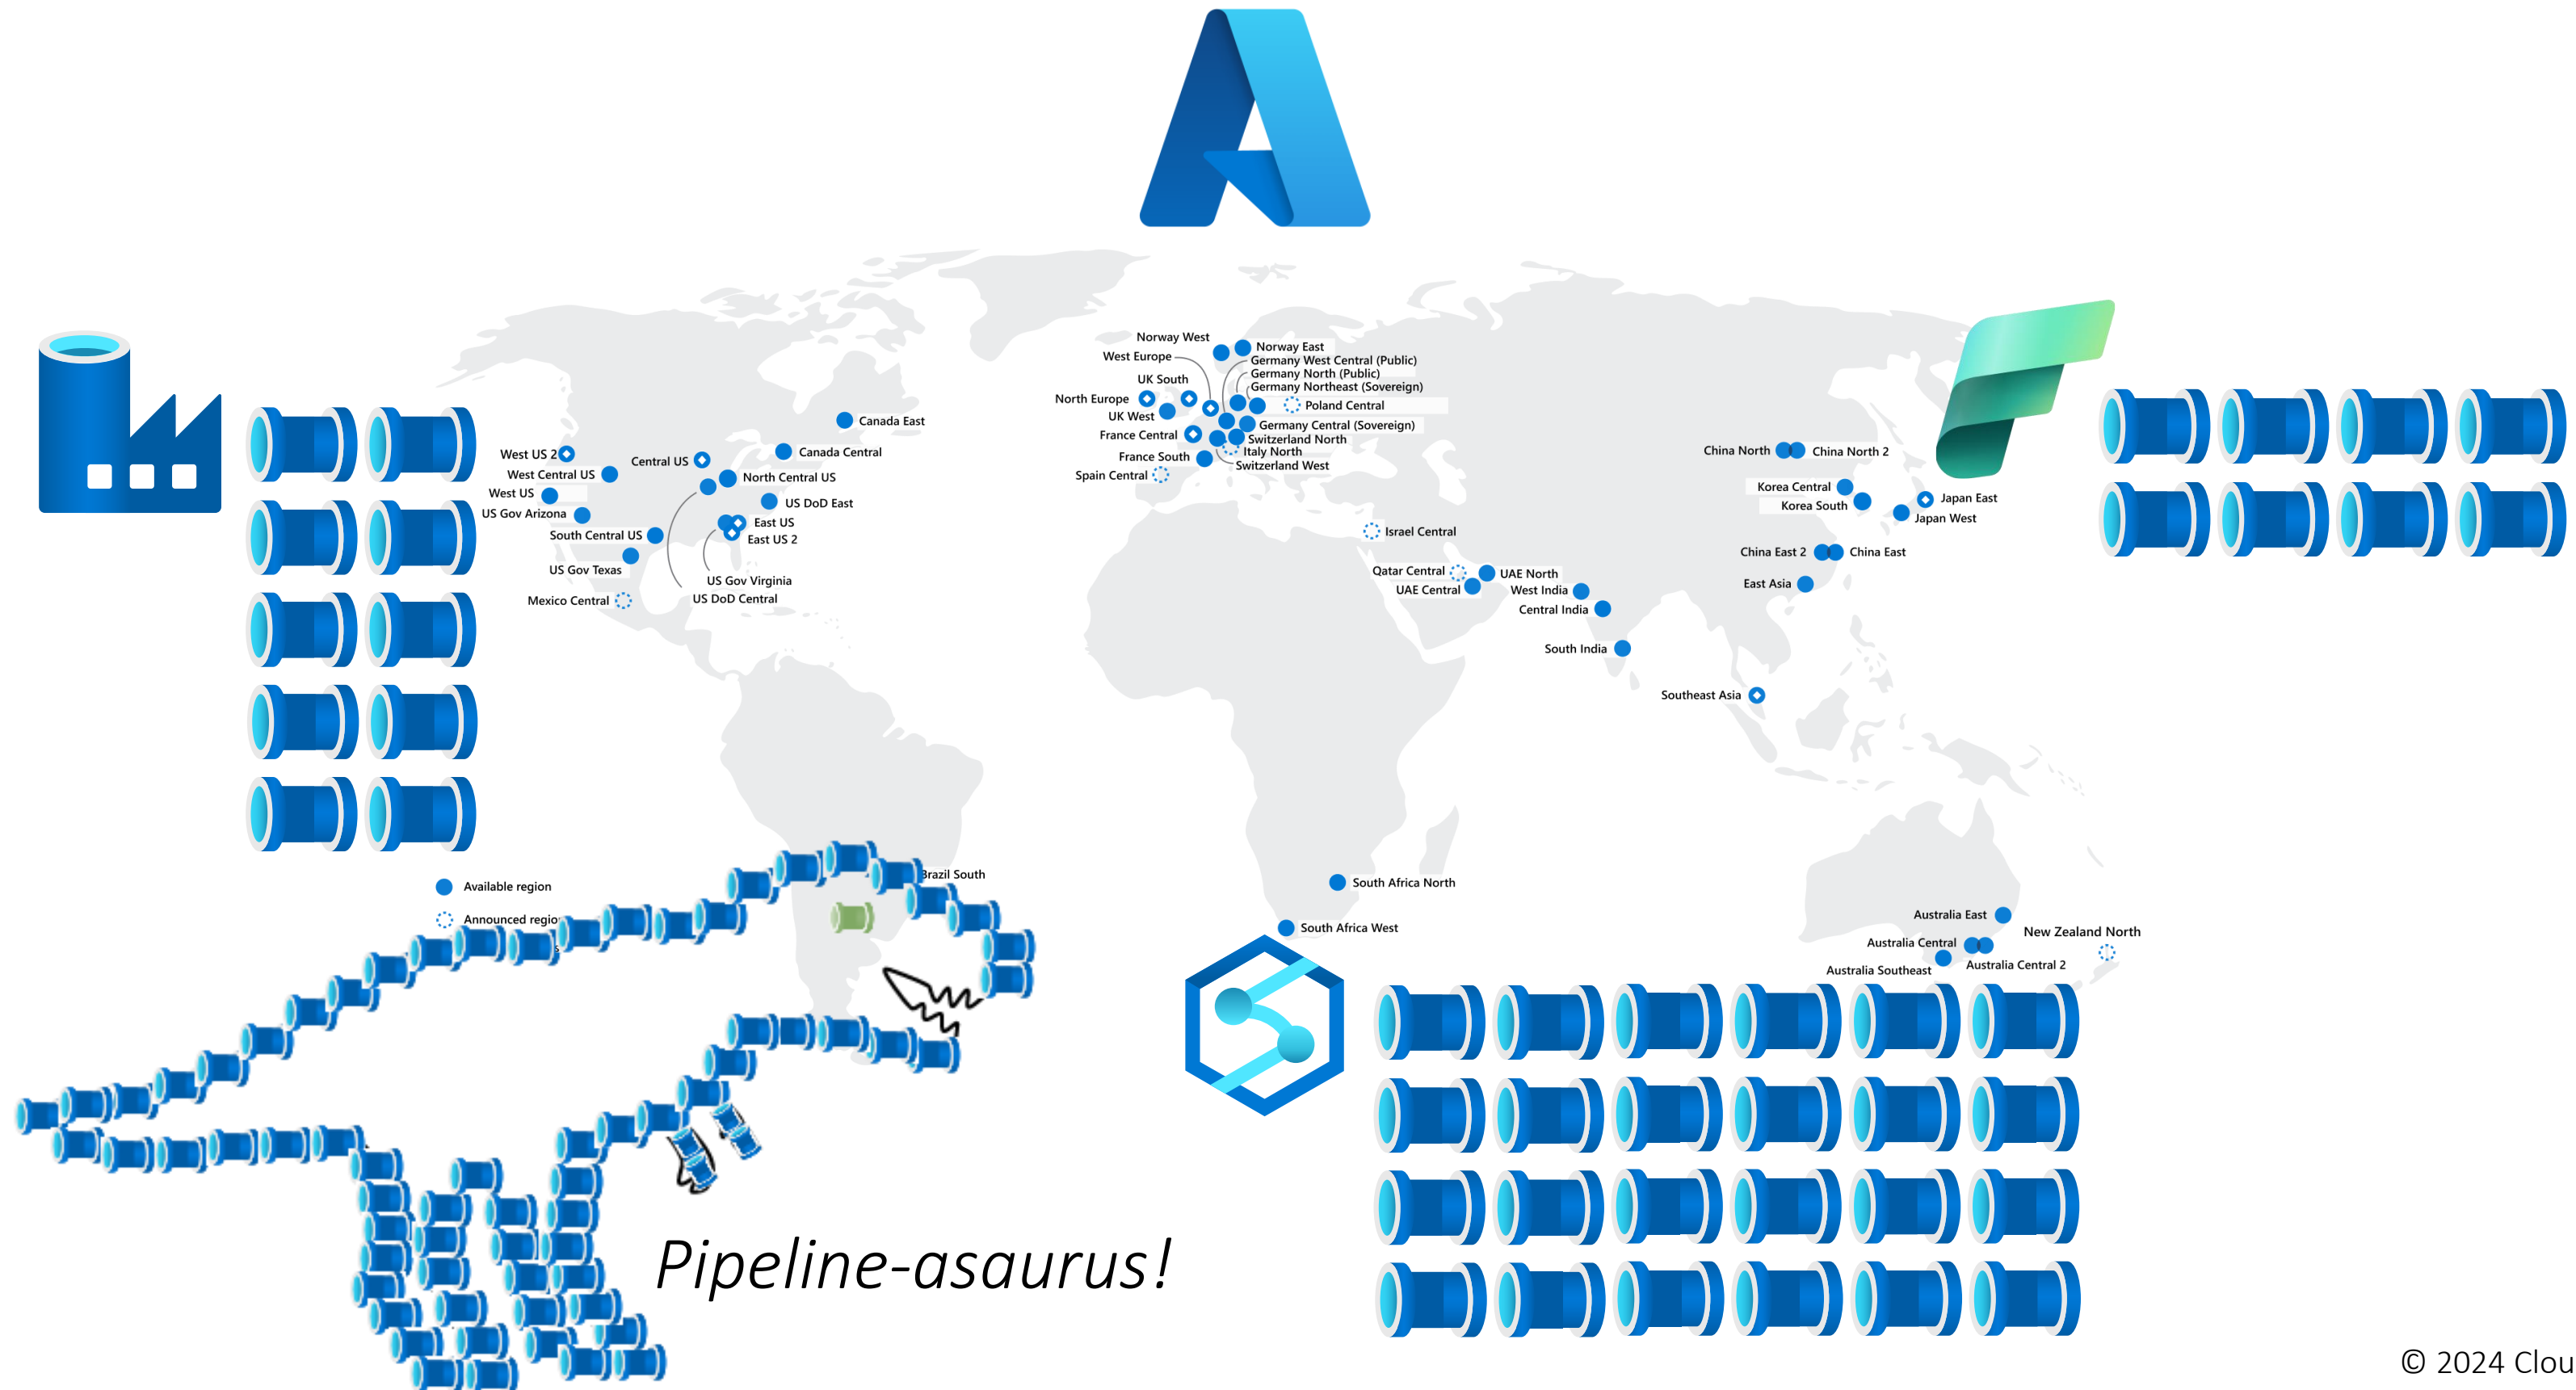 Norway West
Norway East
West Europe
Germany West Central (Public)
Germany North (Public)
UK South
Germany Northeast (Sovereign)
North Europe
Poland Central
UK West
Canada East
Germany Central (Sovereign)
France Central
Switzerland North
Canada Central
Italy North
China North
China North 2
West US 2
Central US
France South
Switzerland West
West Central US
North Central US
Spain Central
Korea Central
West US
Japan East
US DoD East
Korea South
US Gov Arizona
Japan West
East US
South Central US
Israel Central
East US 2
China East 2
China East
US Gov Texas
Qatar Central
UAE North
US Gov Virginia
East Asia
UAE Central
West India
Mexico Central
US DoD Central
Central India
South India
Southeast Asia
Brazil South
Available region
South Africa North
Announced regio
Australia East
South Africa West
New Zealand North
Australia Central
Australia Central 2
Australia Southeast
Pipeline-asaurus!
© 2024 Clou